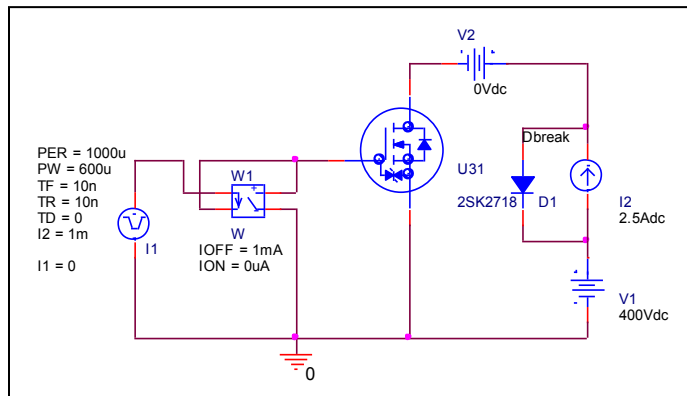 V2
0Vdc
Dbreak
PER = 1000u
PW = 600u
TF = 10n
TR = 10n
TD = 0
I2 = 1m
I1 = 0
I1
W1
W
IOFF = 1mA
ION = 0uA
U31
2SK2718
D1
I2
2.5Adc
V1
400Vdc
0